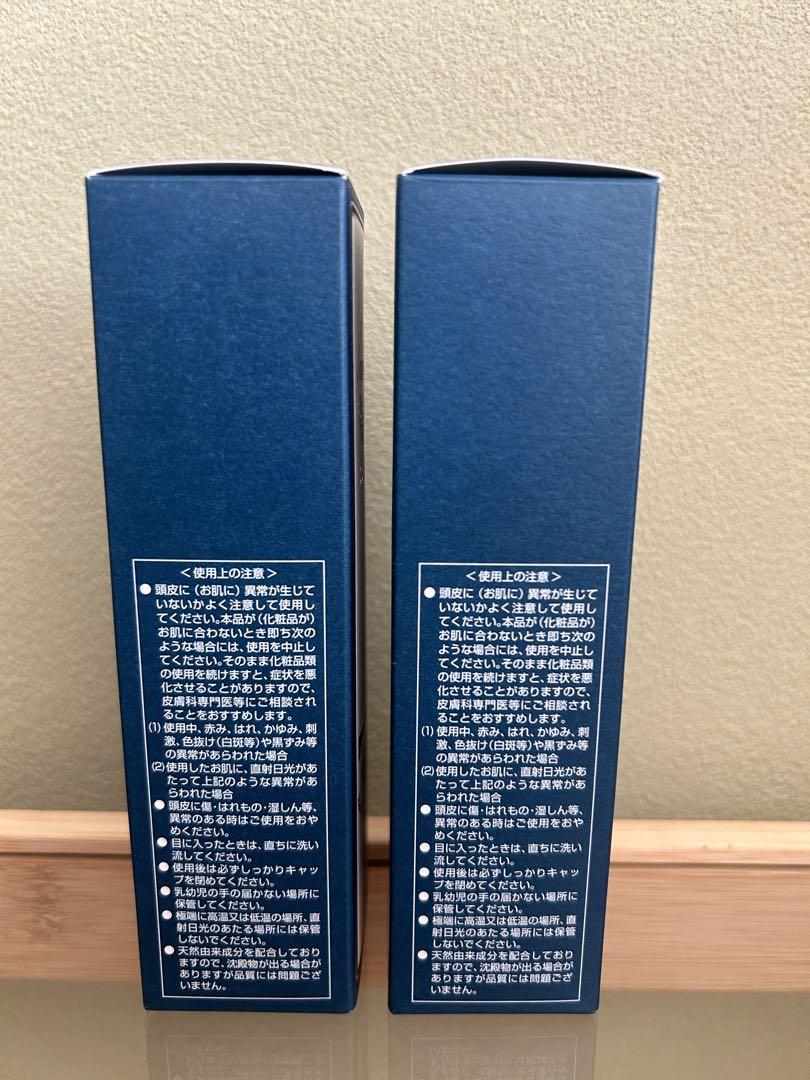 <使用上の注意>
●頭皮に(お肌に)異常が生じて
いないかよく注意して使用し
てください。本品が(化粧品が)
お肌に合わないとき即ち次の
ような場合には、使用を中止し
てください。そのまま化粧品類
の使用を続けますと、症状を悪
化させることがありますので、
皮膚科専門医等にご相談され
ることをおすすめします。
(1)使用中、赤み、はれ、かゆみ、刺
激、色抜け(白斑等)や黒ずみ等
の異常があらわれた場合
(2)使用したお肌に、直射日光があ
たって上記のような異常があ
らわれた場合
●頭皮に傷・はれもの・湿しん等、
異常のある時はご使用をおや
めください。
●目に入ったときは、直ちに洗い
流してください。
●使用後は必ずしっかりキャッ
プを閉めてください。
●乳幼児の手の届かない場所に
保管してください。
●極端に高温又は低温の場所、直
射日光のあたる場所には保管
しないでください。
●天然由来成分を配合しており
ますので、沈殿物が出る場合が
ありますが品質には問題ござ
いません。
<使用上の注意>
●頭皮に(お肌に)異常が生じて
いないかよく注意して使用し
てください。本品が(化粧品が)
お肌に合わないとき即ち次の
ような場合には、使用を中止し
てください。そのまま化粧品類
の使用を続けますと、症状を悪
化させることがありますので、
皮膚科専門医等にご相談され
ることをおすすめします。
(1)使用中、赤み、はれ、かゆみ、刺
激、色抜け(白斑等)や黒ずみ等
の異常があらわれた場合
(2)使用したお肌に、直射日光があ
たって上記のような異常があ
らわれた場合
●頭皮に傷・はれもの・湿しん等、
異常のある時はご使用をおや
めください。
●目に入ったときは、直ちに洗い
流してください。
●使用後は必ずしっかりキャッ
プを閉めてください。
●乳幼児の手の届かない場所に
保管してください。
●極端に高温又は低温の場所、直
射日光のあたる場所には保管
しないでください。
●天然由来成分を配合しており
ますので、沈殿物が出る場合が
ありますが品質には問題ござ
いません。